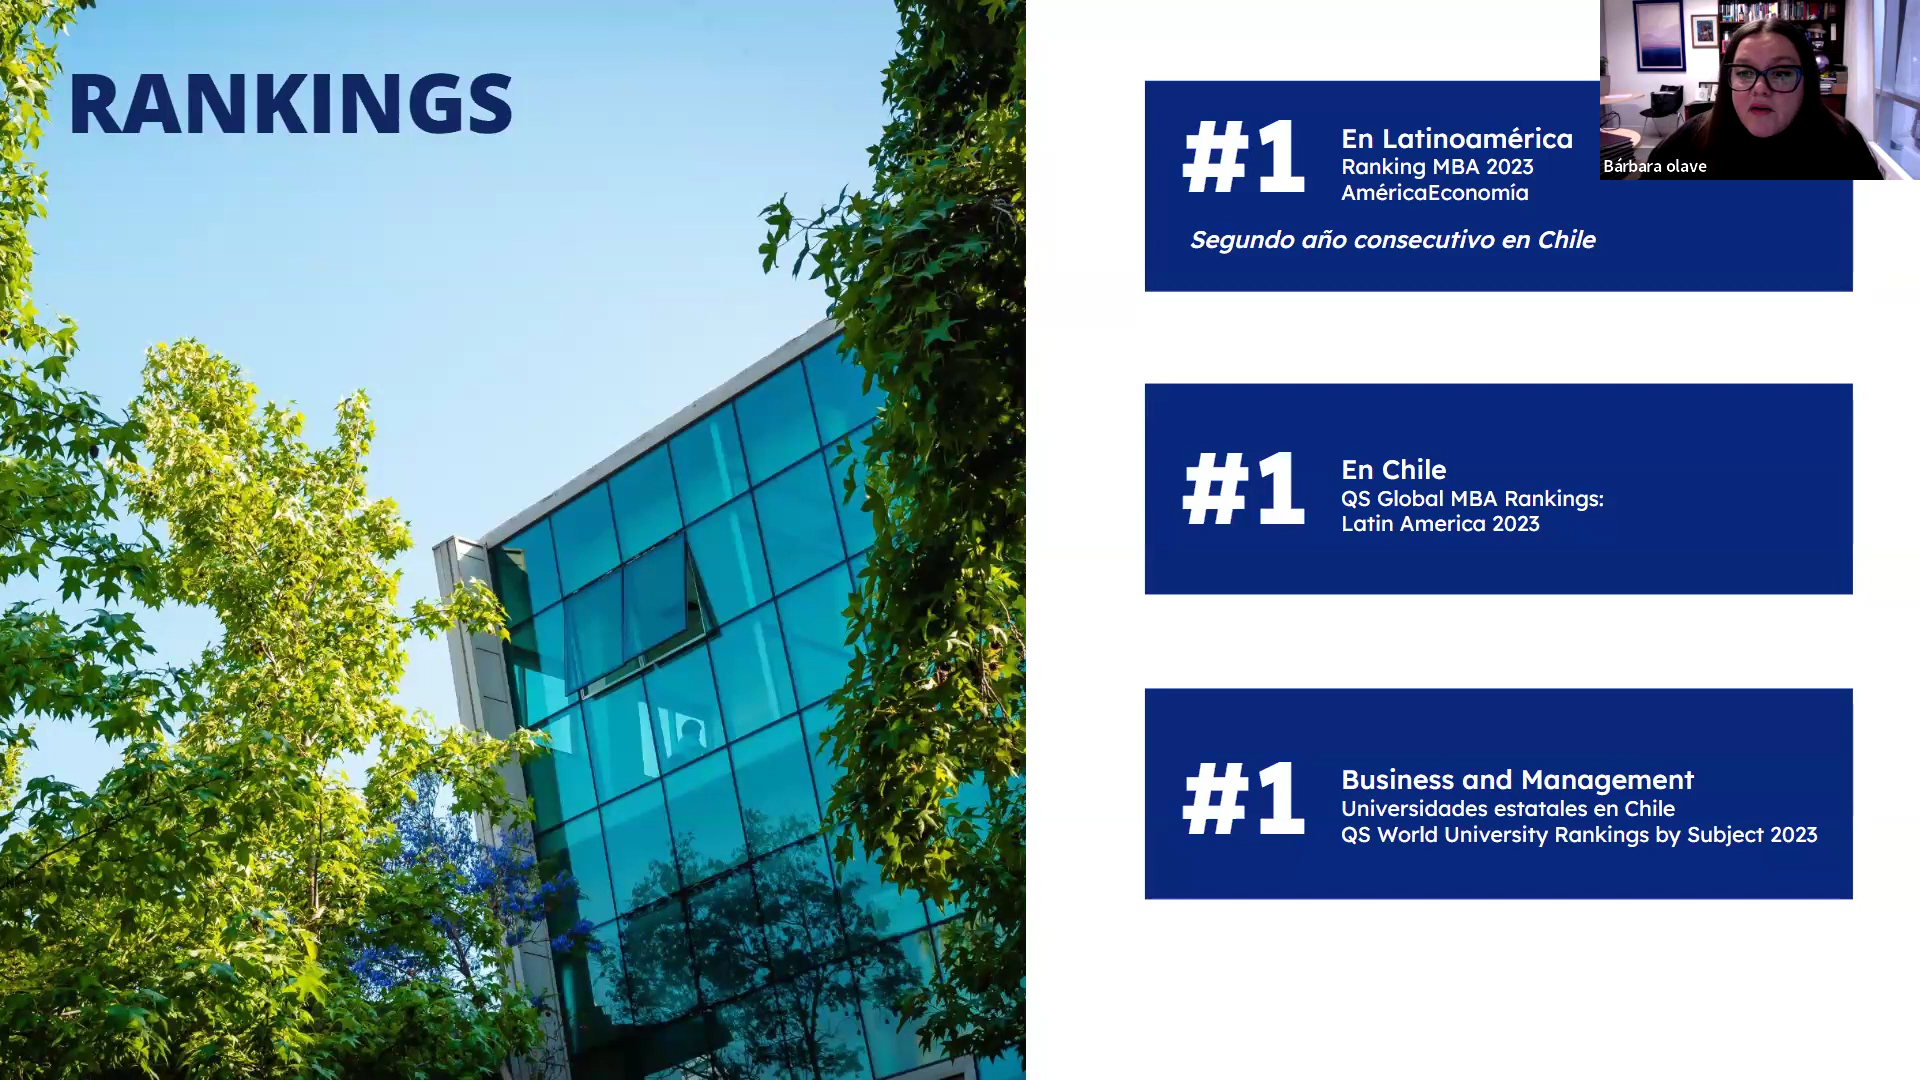 RANKINGS
#1
En Latinoamérica
Ranking MBA 2023
AméricaEconomía
Segundo año consecutivo en Chile
Bárbara olave
#1
En Chile
QS Global MBA Rankings:
Latin America 2023
#1
Business and Management
Universidades estatales en Chile
QS World University Rankings by Subject 2023